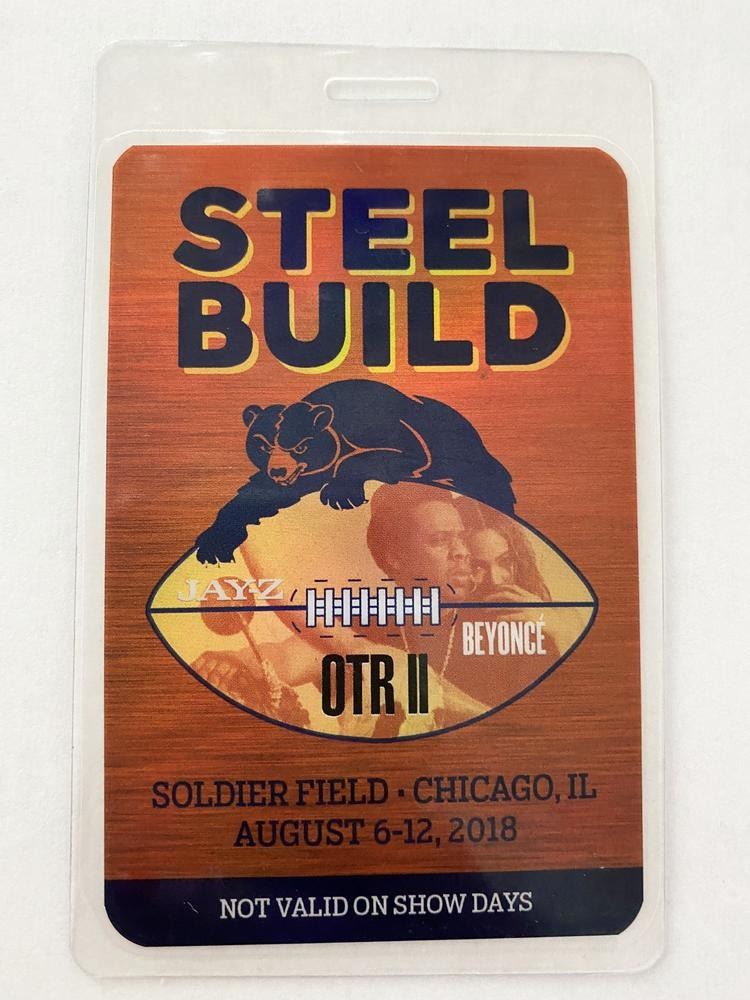 STEEL
BUILD
JAY-Z
BEYONCÉ
OTR II
SOLDIER FIELD · CHICAGO, IL
AUGUST 6-12, 2018
NOT VALID ON SHOW DAYS